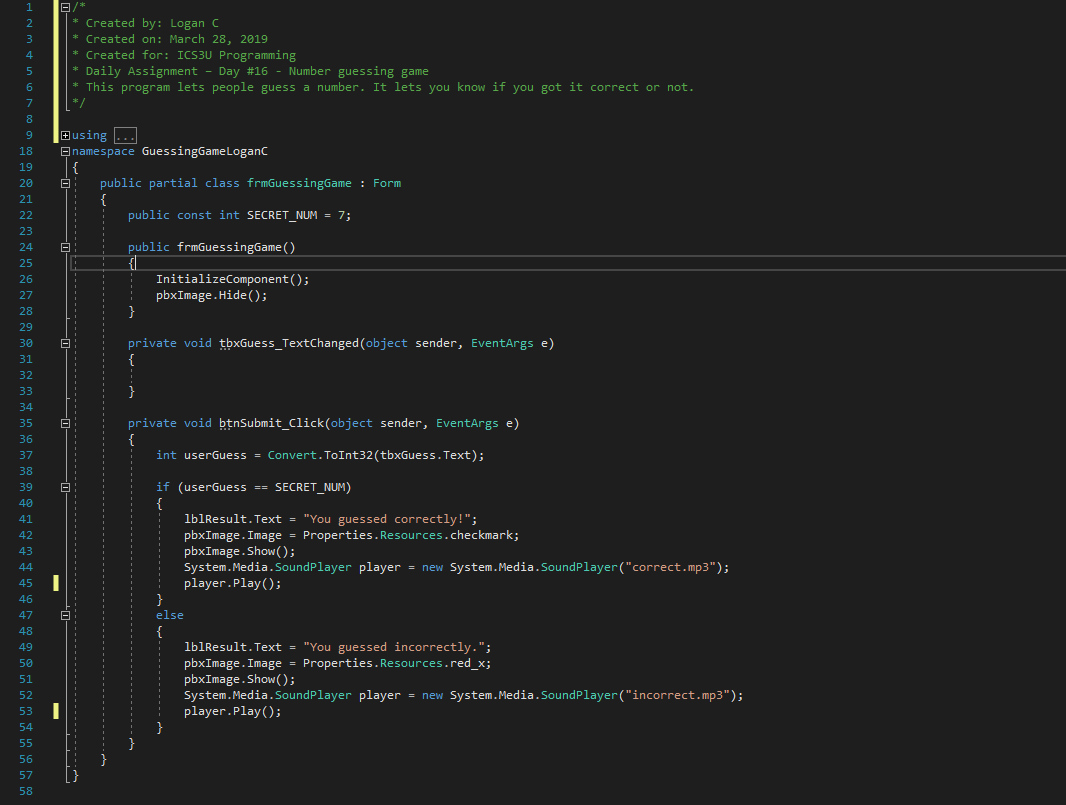 1 /*
2 * Created by: Logan C
3 * Created on: March 28, 2019
4 * Created for: ICS3U Programming
5 * Daily Assignment – Day #16 - Number guessing game
6 * This program lets people guess a number. It lets you know if you got it correct or not.
7 */
8
9 using ...
18 namespace GuessingGameLoganC
19 {
20 public partial class frmGuessingGame : Form
21 {
22 public const int SECRET_NUM = 7;
23
24 public frmGuessingGame()
25 {
26 InitializeComponent();
27 pbxImage.Hide();
28 }
29
30 private void tbxGuess_TextChanged(object sender, EventArgs e)
31 {
32
33 }
34
35 private void btnSubmit_Click(object sender, EventArgs e)
36 {
37 int userGuess = Convert.ToInt32(tbxGuess.Text);
38
39 if (userGuess == SECRET_NUM)
40 {
41 lblResult.Text = "You guessed correctly!";
42 pbxImage.Image = Properties.Resources.checkmark;
43 pbxImage.Show();
44 System.Media.SoundPlayer player = new System.Media.SoundPlayer("correct.mp3");
45 player.Play();
46 }
47 else
48 {
49 lblResult.Text = "You guessed incorrectly.";
50 pbxImage.Image = Properties.Resources.red_x;
51 pbxImage.Show();
52 System.Media.SoundPlayer player = new System.Media.SoundPlayer("incorrect.mp3");
53 player.Play();
54 }
55 }
56 }
57 }
58